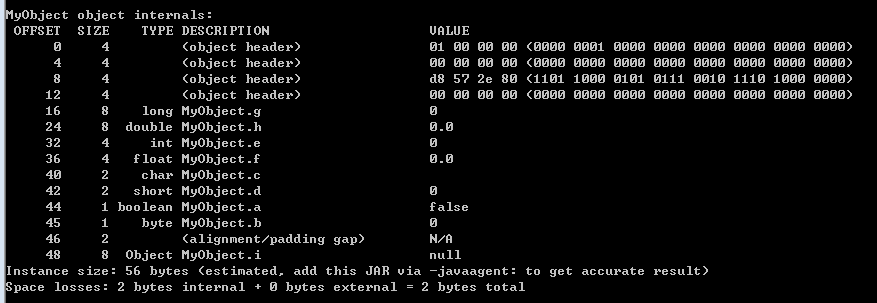 MyObject object internals:
OFFSET SIZE TYPE DESCRIPTION VALUE
0 4 (object header) 01 00 00 00 (0000 0001 0000 0000 0000 0000 0000 0000)
4 4 (object header) 00 00 00 00 (0000 0000 0000 0000 0000 0000 0000 0000)
8 4 (object header) d8 57 2e 80 (1101 1000 0101 0111 0010 1110 1000 0000)
12 4 (object header) 00 00 00 00 (0000 0000 0000 0000 0000 0000 0000 0000)
16 8 long MyObject.g 0
24 8 double MyObject.h 0.0
32 4 int MyObject.e 0
36 4 float MyObject.f 0.0
40 2 char MyObject.c
42 2 short MyObject.d 0
44 1 boolean MyObject.a false
45 1 byte MyObject.b 0
46 2 (alignment/padding gap) N/A
48 8 Object MyObject.i null
Instance size: 56 bytes (estimated, add this JAR via -javaagent: to get accurate result)
Space losses: 2 bytes internal + 0 bytes external = 2 bytes total